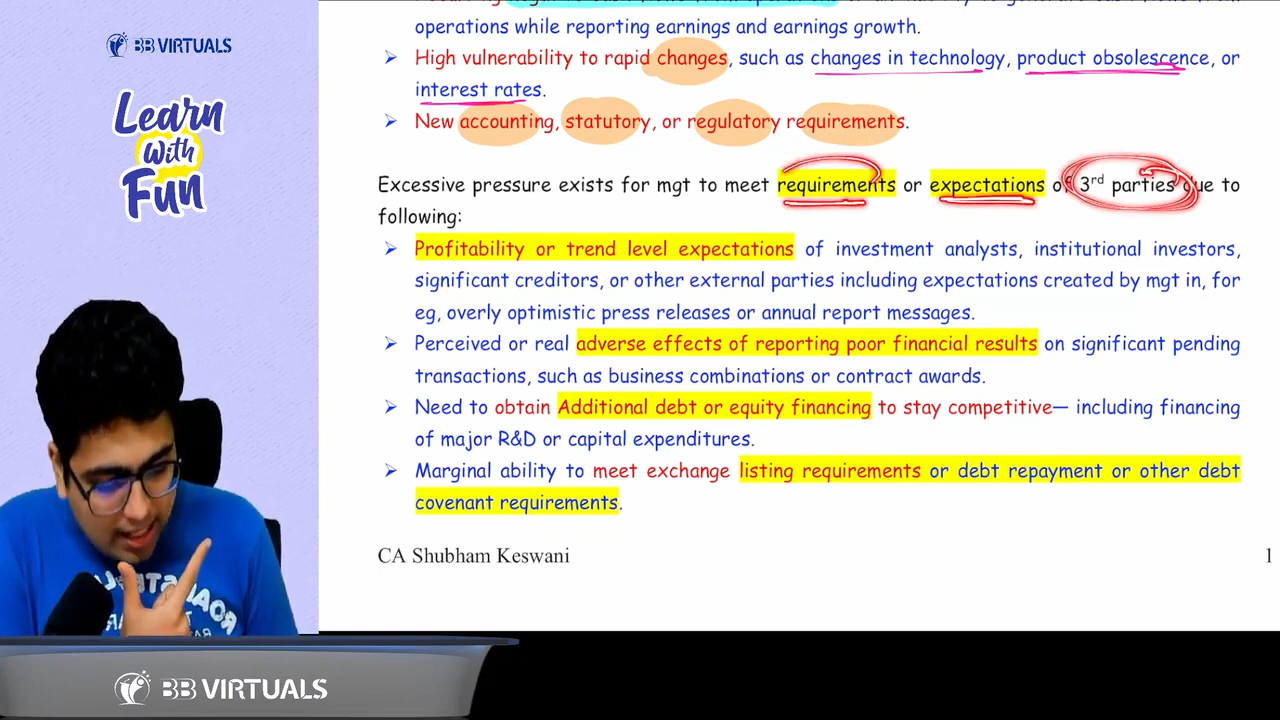 BB VIRTUALS
Learn
With
Fun
operations while reporting earnings and earnings growth.
➢ High vulnerability to rapid changes, such as changes in technology, product obsolescence, or
interest rates.
➢ New accounting, statutory, or regulatory requirements.
Excessive pressure exists for mgt to meet requirements or expectations of 3rd parties due to
following:
➢ Profitability or trend level expectations of investment analysts, institutional investors,
significant creditors, or other external parties including expectations created by mgt in, for
eg, overly optimistic press releases or annual report messages.
➢ Perceived or real adverse effects of reporting poor financial results on significant pending
transactions, such as business combinations or contract awards.
➢ Need to obtain Additional debt or equity financing to stay competitive— including financing
of major R&D or capital expenditures.
➢ Marginal ability to meet exchange listing requirements or debt repayment or other debt
covenant requirements.
CA Shubham Keswani
1
BB VIRTUALS